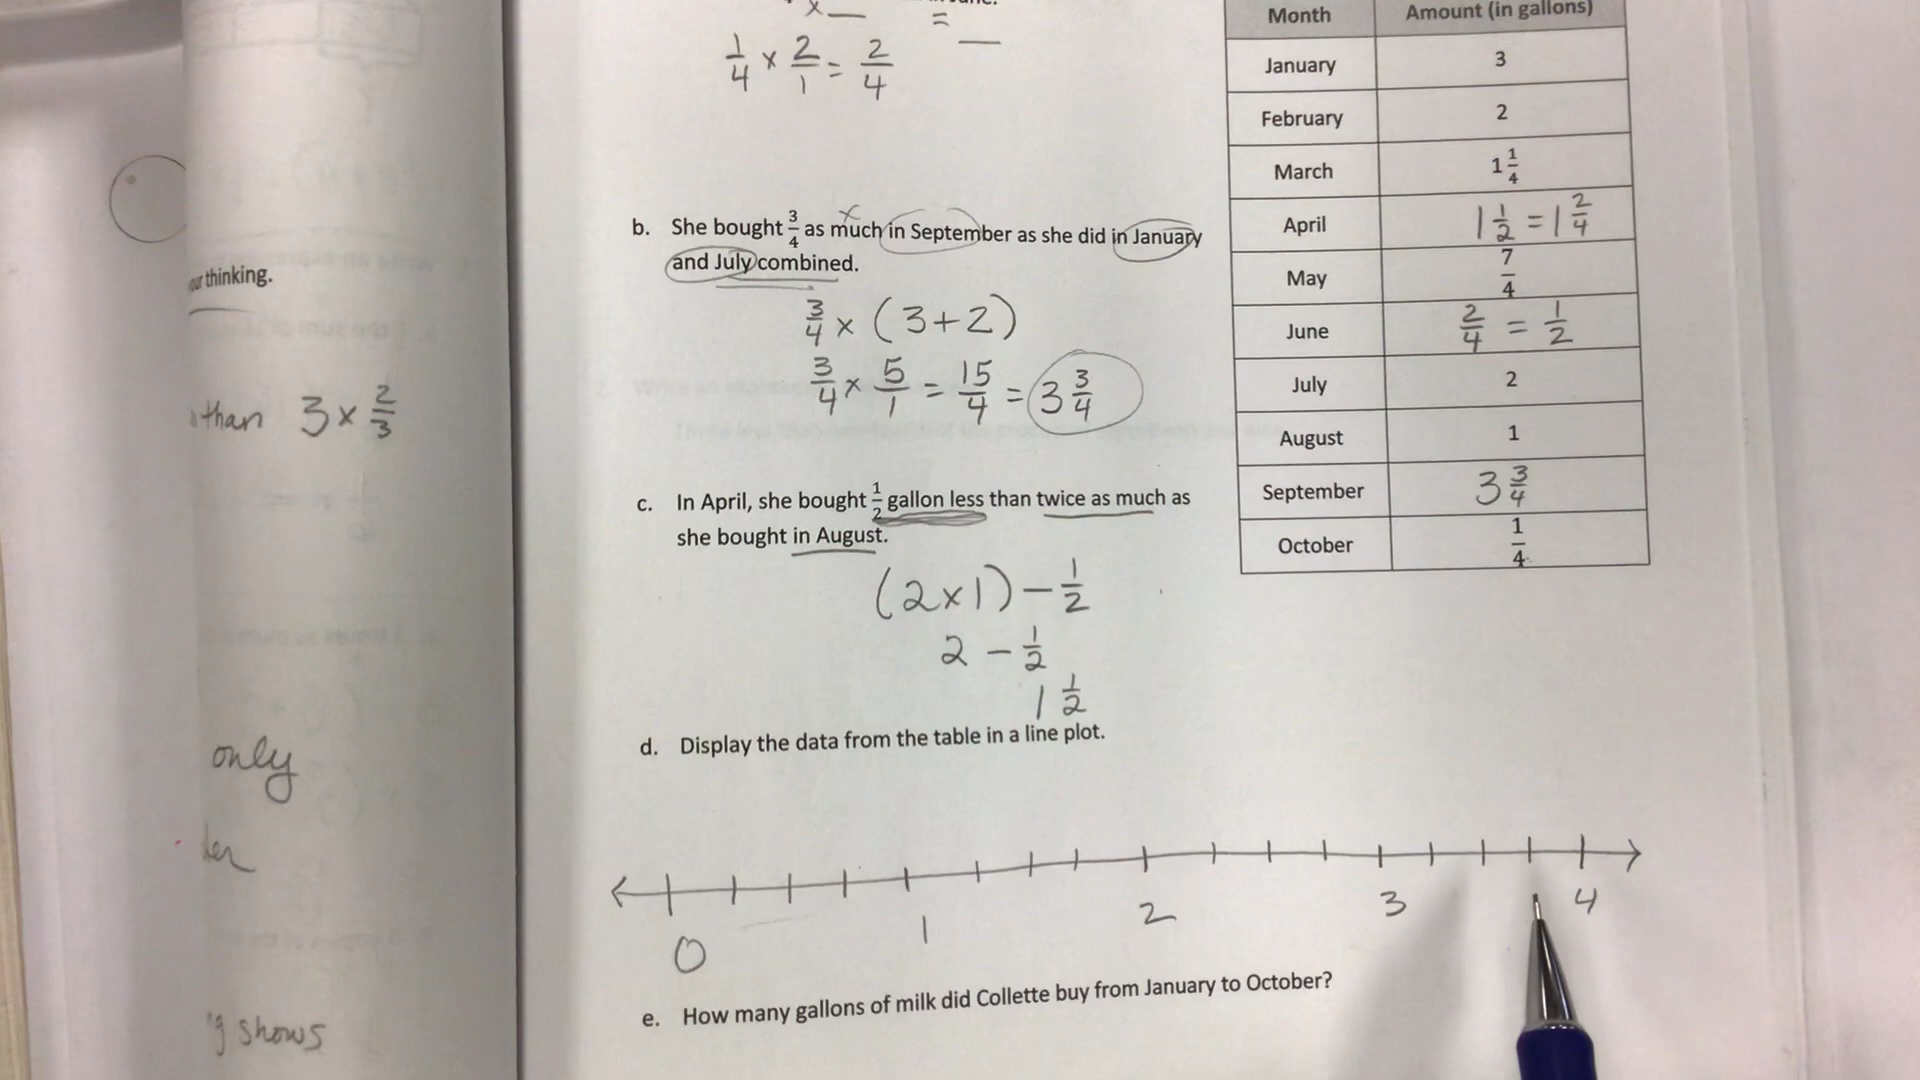 × __ = __
1/4 × 2/1 = 2/4
b. She bought 3/4 as much in September as she did in January
and July combined.
3/4 × (3+2)
3/4 × 5/1 = 15/4 = 3 3/4
c. In April, she bought 1/2 gallon less than twice as much as
she bought in August.
(2×1) - 1/2
2 - 1/2
1 1/2
d. Display the data from the table in a line plot.
0 1 2 3 4
e. How many gallons of milk did Collette buy from January to October?
Month Amount (in gallons)
January 3
February 2
March 1 1/4
April 1 1/2 = 1 2/4
May 7/4
June 2/4 = 1/2
July 2
August 1
September 3 3/4
October 1/4
thinking.
than 3 × 2/3
only
shows